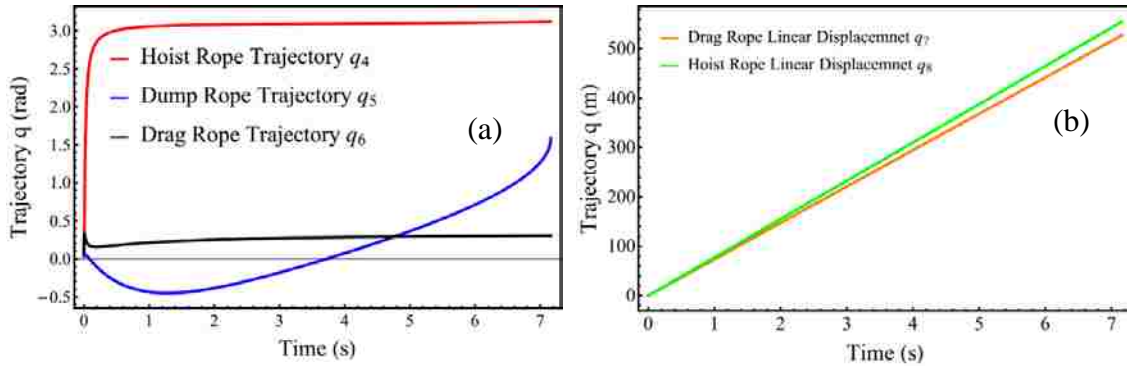 Hoist Rope Trajectory q4
Dump Rope Trajectory q5
Drag Rope Trajectory q6
(a)
Trajectory q (rad)
3.0
2.5
2.0
1.5
1.0
0.5
0.0
−0.5
0 1 2 3 4 5 6 7
Time (s)
Drag Rope Linear Displacemnet q7
Hoist Rope Linear Displacemnet q8
(b)
Trajectory q (m)
500
400
300
200
100
0
0 1 2 3 4 5 6 7
Time (s)